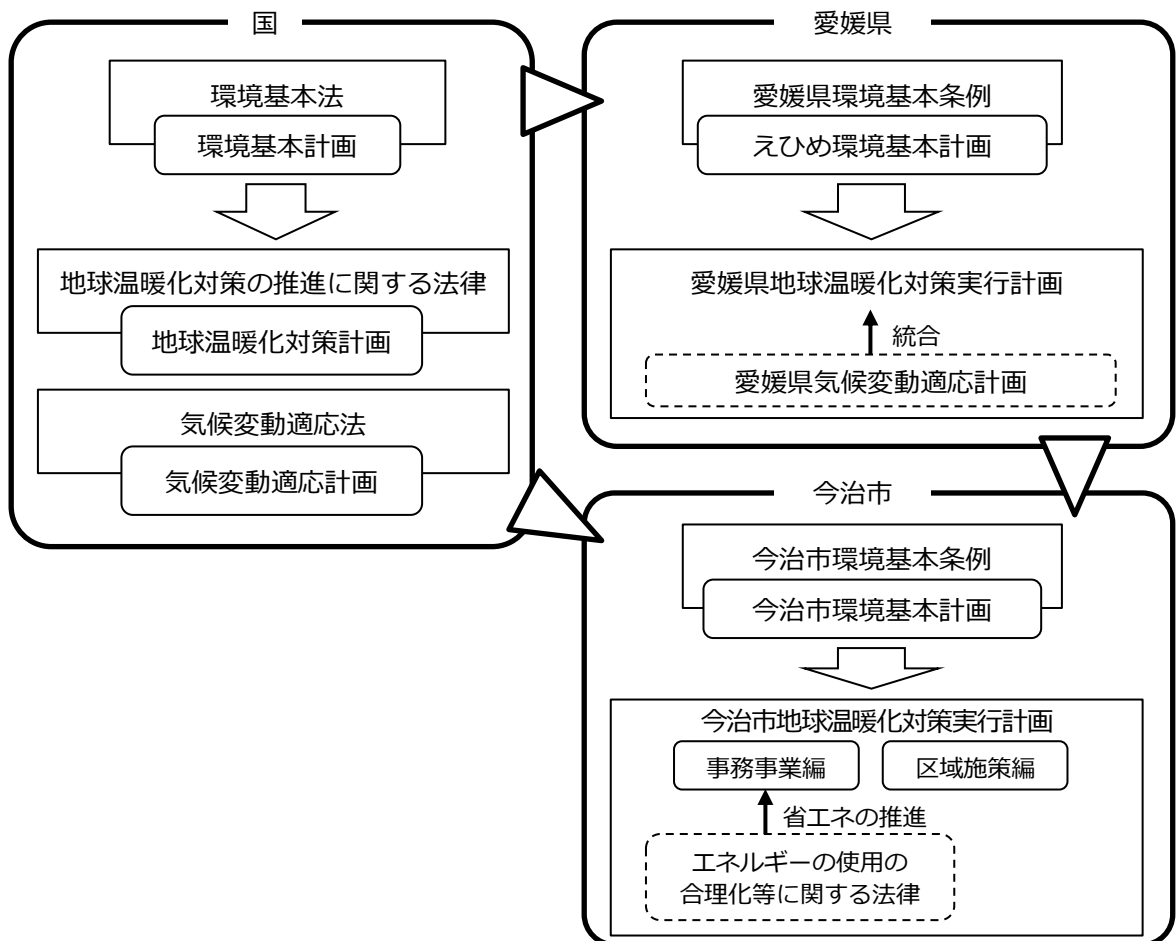 国
環境基本法
環境基本計画
地球温暖化対策の推進に関する法律
地球温暖化対策計画
気候変動適応法
気候変動適応計画
愛媛県
愛媛県環境基本条例
えひめ環境基本計画
愛媛県地球温暖化対策実行計画
統合
愛媛県気候変動適応計画
今治市
今治市環境基本条例
今治市環境基本計画
今治市地球温暖化対策実行計画
事務事業編
区域施策編
省エネの推進
エネルギーの使用の
合理化等に関する法律